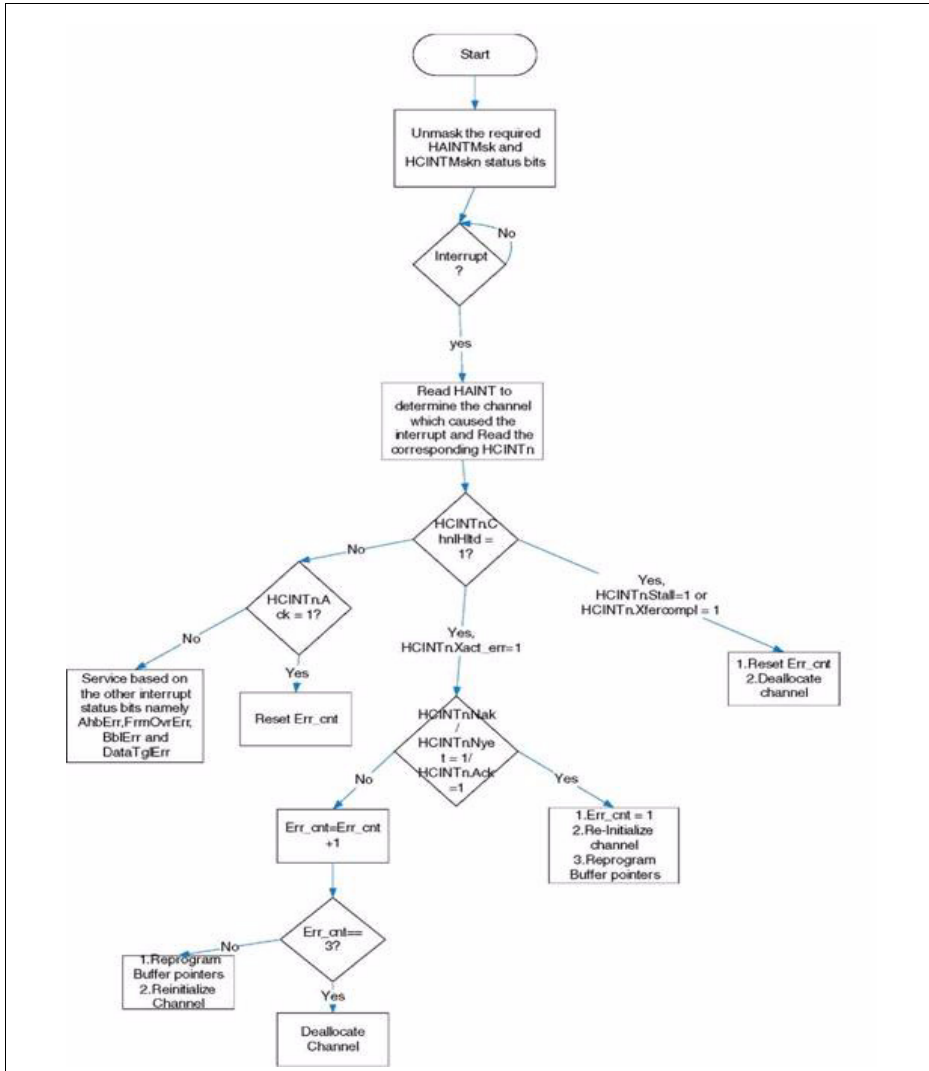 Start
Unmask the required
HAINTMsk and
HCINTMskn status bits
No
Interrupt
?
yes
Read HAINT to
determine the channel
which caused the
interrupt and Read the
corresponding HCINTn
HCINTn.C
hnlHltd =
1?
No
Yes,
HCINTn.Stall=1 or
HCINTn.Xfercompl = 1
HCINTn.A
ck = 1?
No
Yes,
HCINTn.Xact_err=1
Yes
Service based on
the other interrupt
status bits namely
AhbErr,FrmOvrErr,
BblErr and
DataTglErr
Reset Err_cnt
1.Reset Err_cnt
2.Deallocate
channel
HCINTn.Nak
/
HCINTn.Nye
t = 1/
HCINTn.Ack
=1
No
Yes
Err_cnt=Err_cnt
+1
1.Err_cnt = 1
2.Re-Initialize
channel
3.Reprogram
Buffer pointers
Err_cnt==
3?
No
1.Reprogram
Buffer pointers
2.Reinitialize
Channel
Yes
Deallocate
Channel